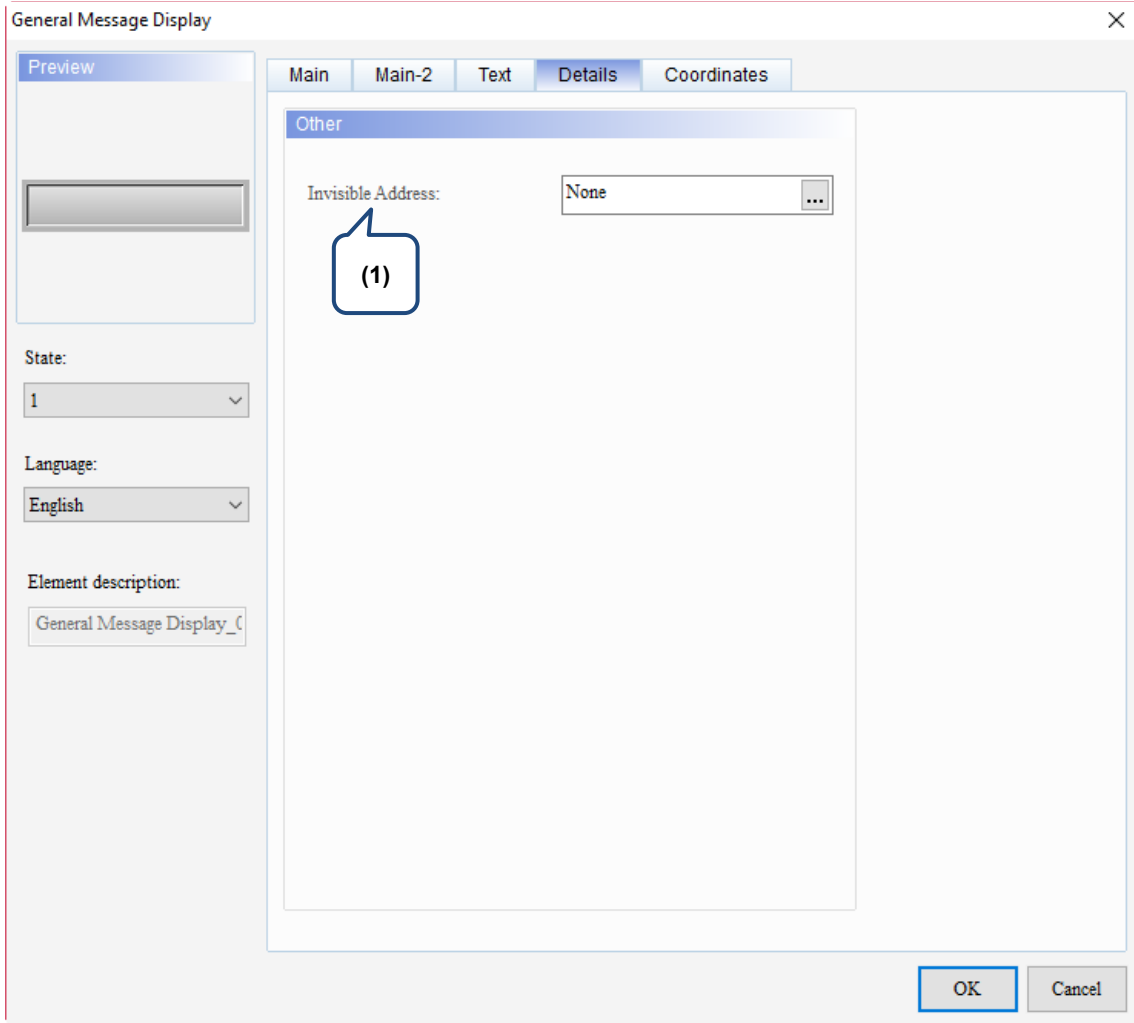 General Message Display
Preview
Main Main-2 Text Details Coordinates
Other
Invisible Address: None ...
(1)
State:
1
Language:
English
Element description:
General Message Display_
OK Cancel